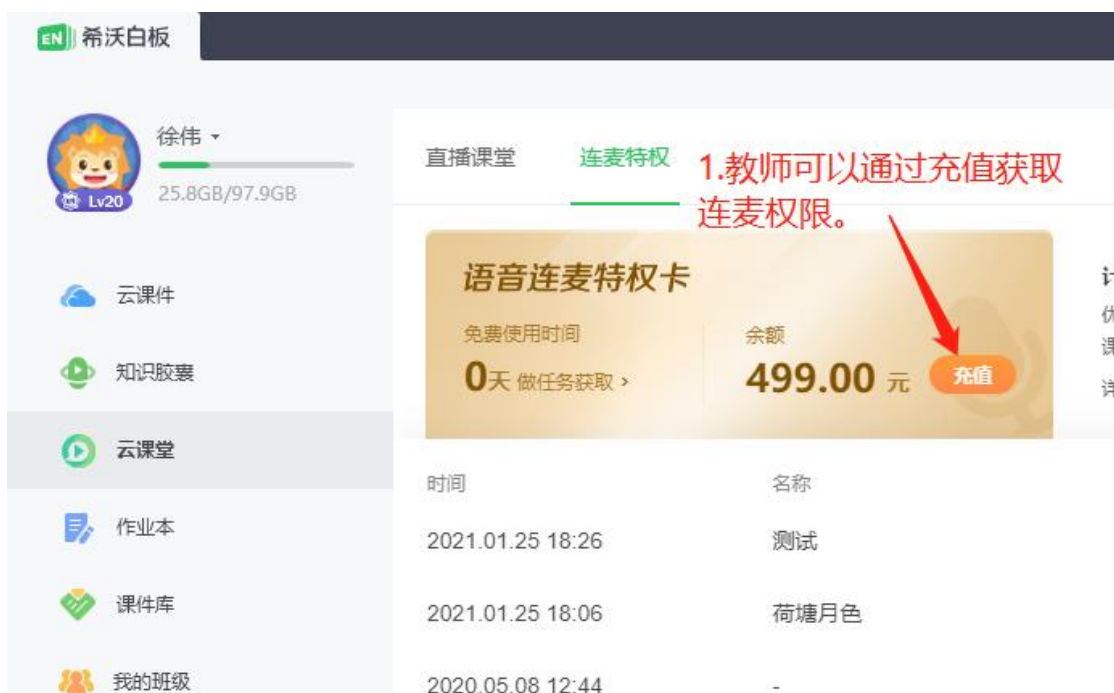 EN 希沃白板
徐伟
25.8GB/97.9GB
Lv20
云课件
知识胶囊
云课堂
作业本
课件库
我的班级
直播课堂 连麦特权
1.教师可以通过充值获取
连麦权限。
语音连麦特权卡
免费使用时间 余额
0天 做任务获取 › 499.00 元 充值
时间 名称
2021.01.25 18:26 测试
2021.01.25 18:06 荷塘月色
2020.05.08 12:44 -